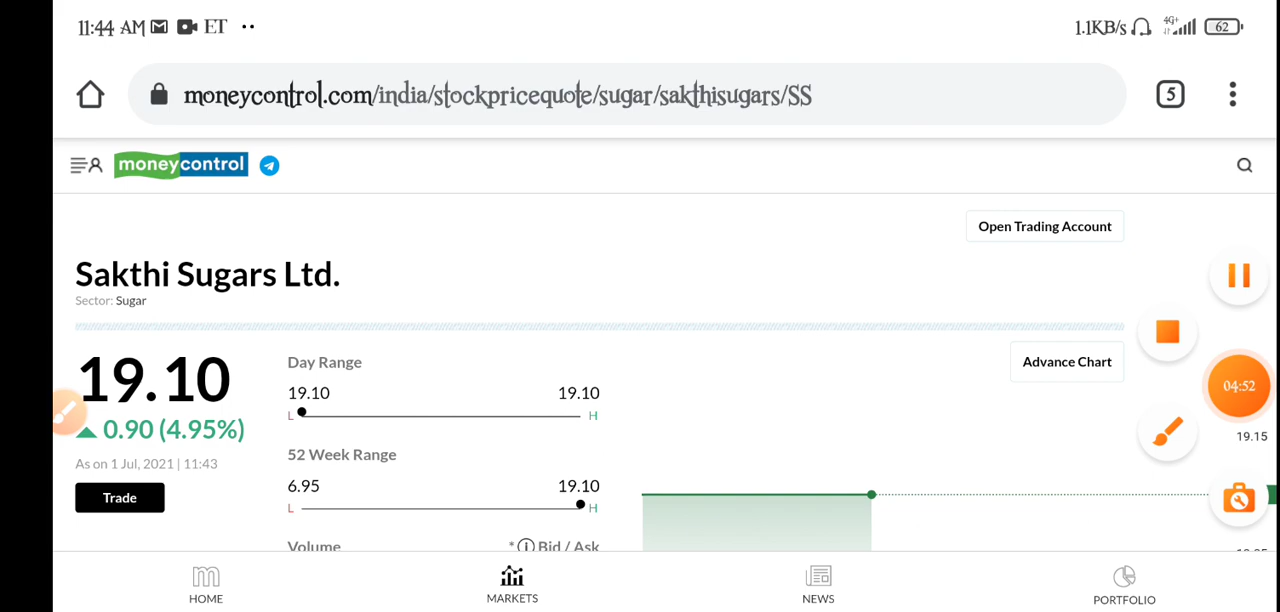 11:44 AM ET
1.1KB/s 4G+ 62
moneycontrol.com/india/stockpricequote/sugar/sakthisugars/SS
5
moneycontrol
Open Trading Account
Sakthi Sugars Ltd.
Sector: Sugar
19.10
0.90 (4.95%)
As on 1 Jul, 2021 | 11:43
Trade
Day Range
19.10 19.10
L H
52 Week Range
6.95 19.10
L H
Volume * i Bid / Ask
Advance Chart
04:52
19.15
HOME
MARKETS
NEWS
PORTFOLIO